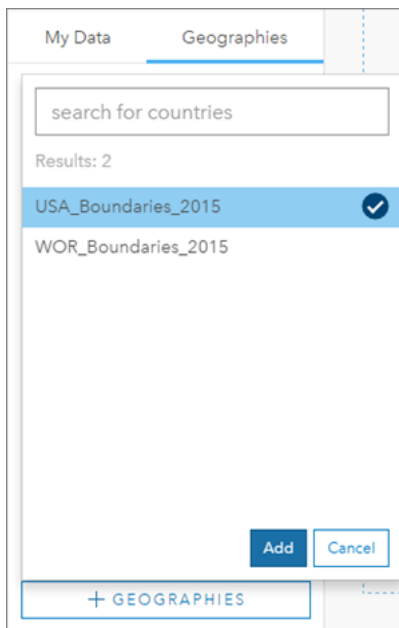 My Data Geographies
search for countries
Results: 2
USA_Boundaries_2015
WOR_Boundaries_2015
Add Cancel
+ GEOGRAPHIES